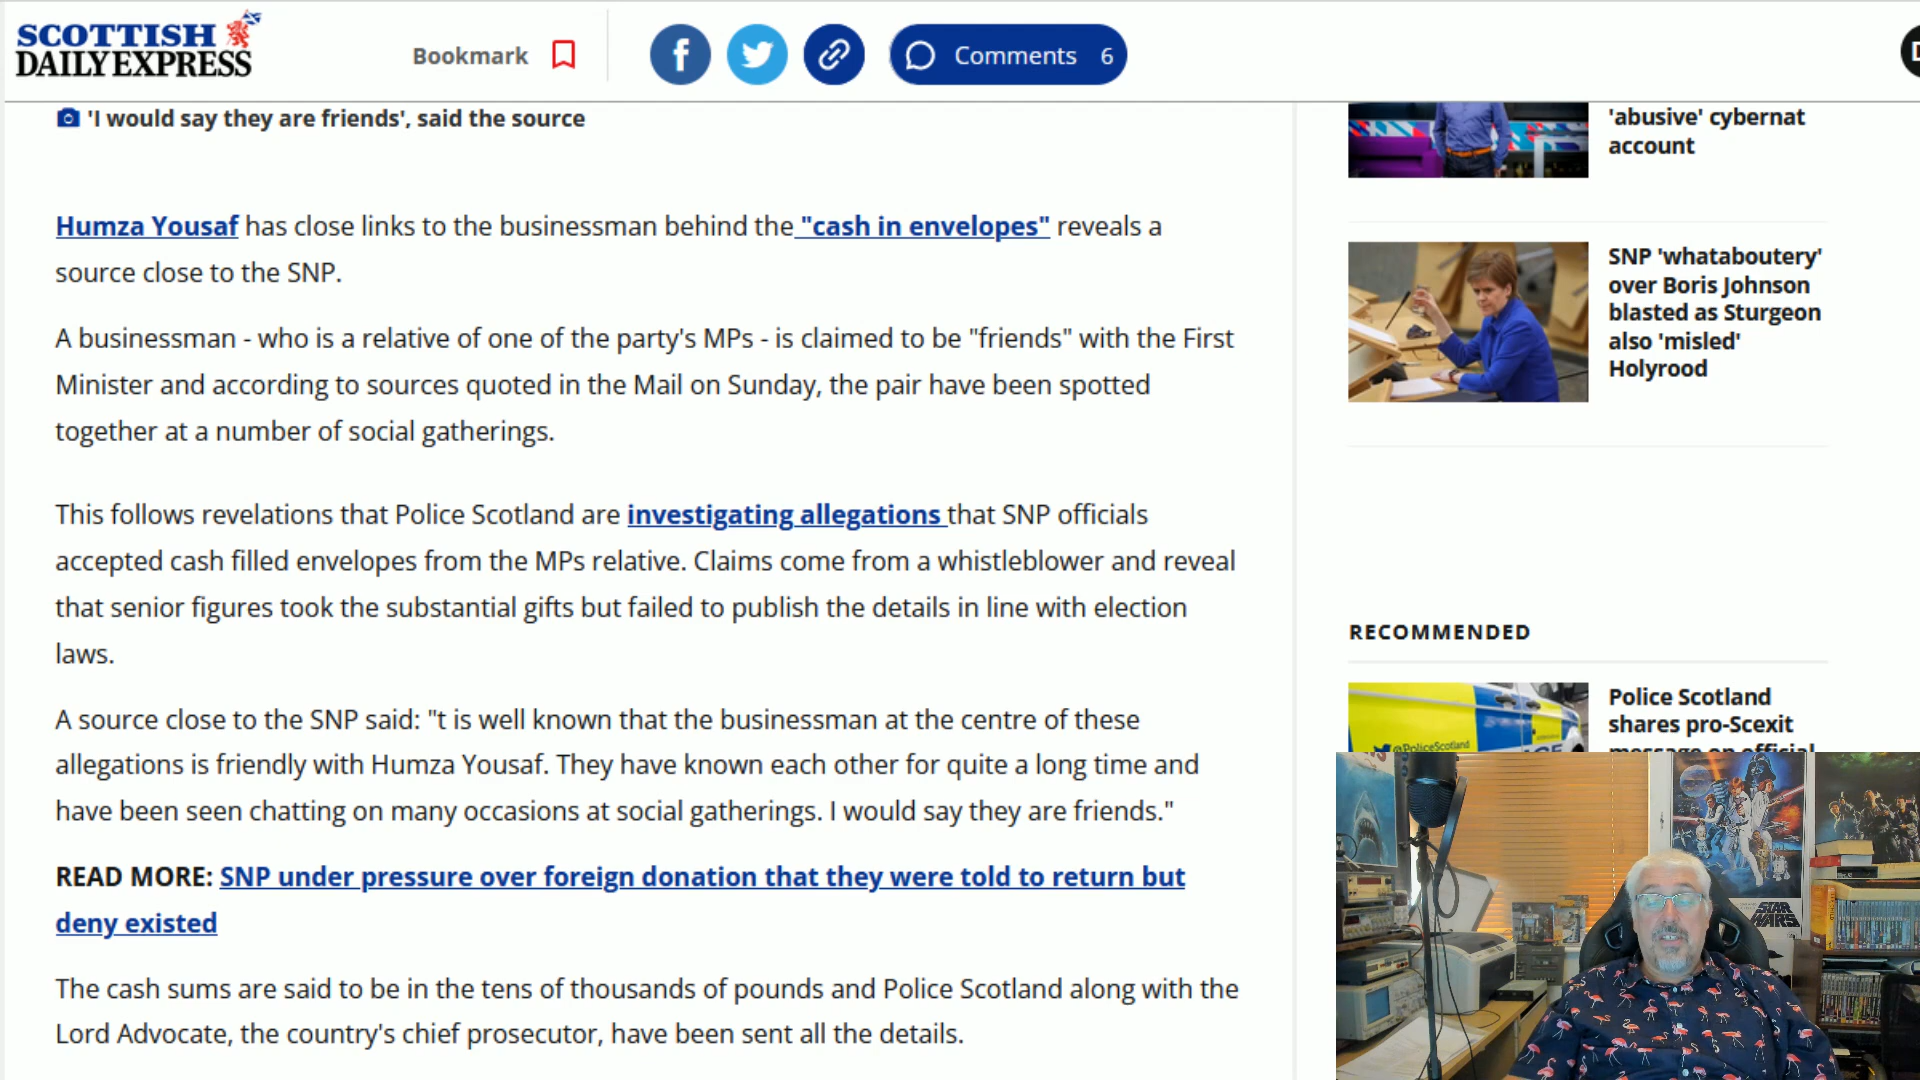 SCOTTISH
DAILY EXPRESS
Bookmark
Comments 6
'I would say they are friends', said the source
Humza Yousaf has close links to the businessman behind the "cash in envelopes" reveals a
source close to the SNP.
A businessman - who is a relative of one of the party's MPs - is claimed to be "friends" with the First
Minister and according to sources quoted in the Mail on Sunday, the pair have been spotted
together at a number of social gatherings.
This follows revelations that Police Scotland are investigating allegations that SNP officials
accepted cash filled envelopes from the MPs relative. Claims come from a whistleblower and reveal
that senior figures took the substantial gifts but failed to publish the details in line with election
laws.
A source close to the SNP said: "t is well known that the businessman at the centre of these
allegations is friendly with Humza Yousaf. They have known each other for quite a long time and
have been seen chatting on many occasions at social gatherings. I would say they are friends."
READ MORE: SNP under pressure over foreign donation that they were told to return but
deny existed
The cash sums are said to be in the tens of thousands of pounds and Police Scotland along with the
Lord Advocate, the country's chief prosecutor, have been sent all the details.
'abusive' cybernat
account
SNP 'whataboutery'
over Boris Johnson
blasted as Sturgeon
also 'misled'
Holyrood
RECOMMENDED
Police Scotland
shares pro-Scexit
message on official
@PoliceScotland
STAR
WARS